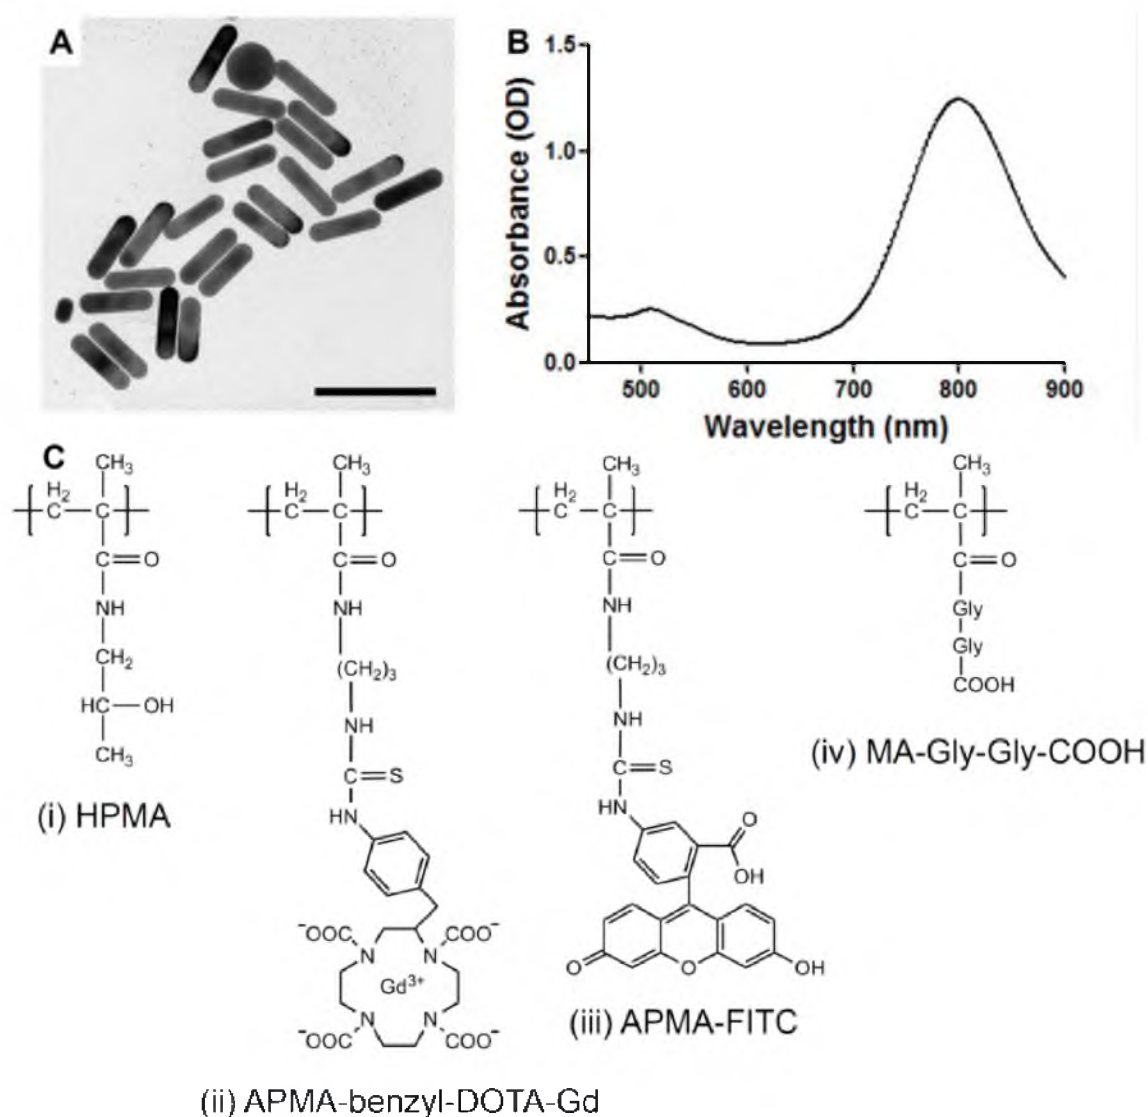 A
B
1.5
1.0
0.5
0.0
Absorbance (OD)
500 600 700 800 900
Wavelength (nm)
C
CH₃
H₂
C
C
C=O
NH
CH₂
HC—OH
CH₃
(i) HPMA
CH₃
H₂
C
C
C=O
NH
(CH₂)₃
NH
C=S
HN
⁻OOC
COO⁻
N
N
Gd³⁺
N
N
⁻OOC
COO⁻
(ii) APMA-benzyl-DOTA-Gd
CH₃
H₂
C
C
C=O
NH
(CH₂)₃
NH
C=S
HN
O
OH
O
O
OH
(iii) APMA-FITC
CH₃
H₂
C
C
C=O
Gly
Gly
COOH
(iv) MA-Gly-Gly-COOH